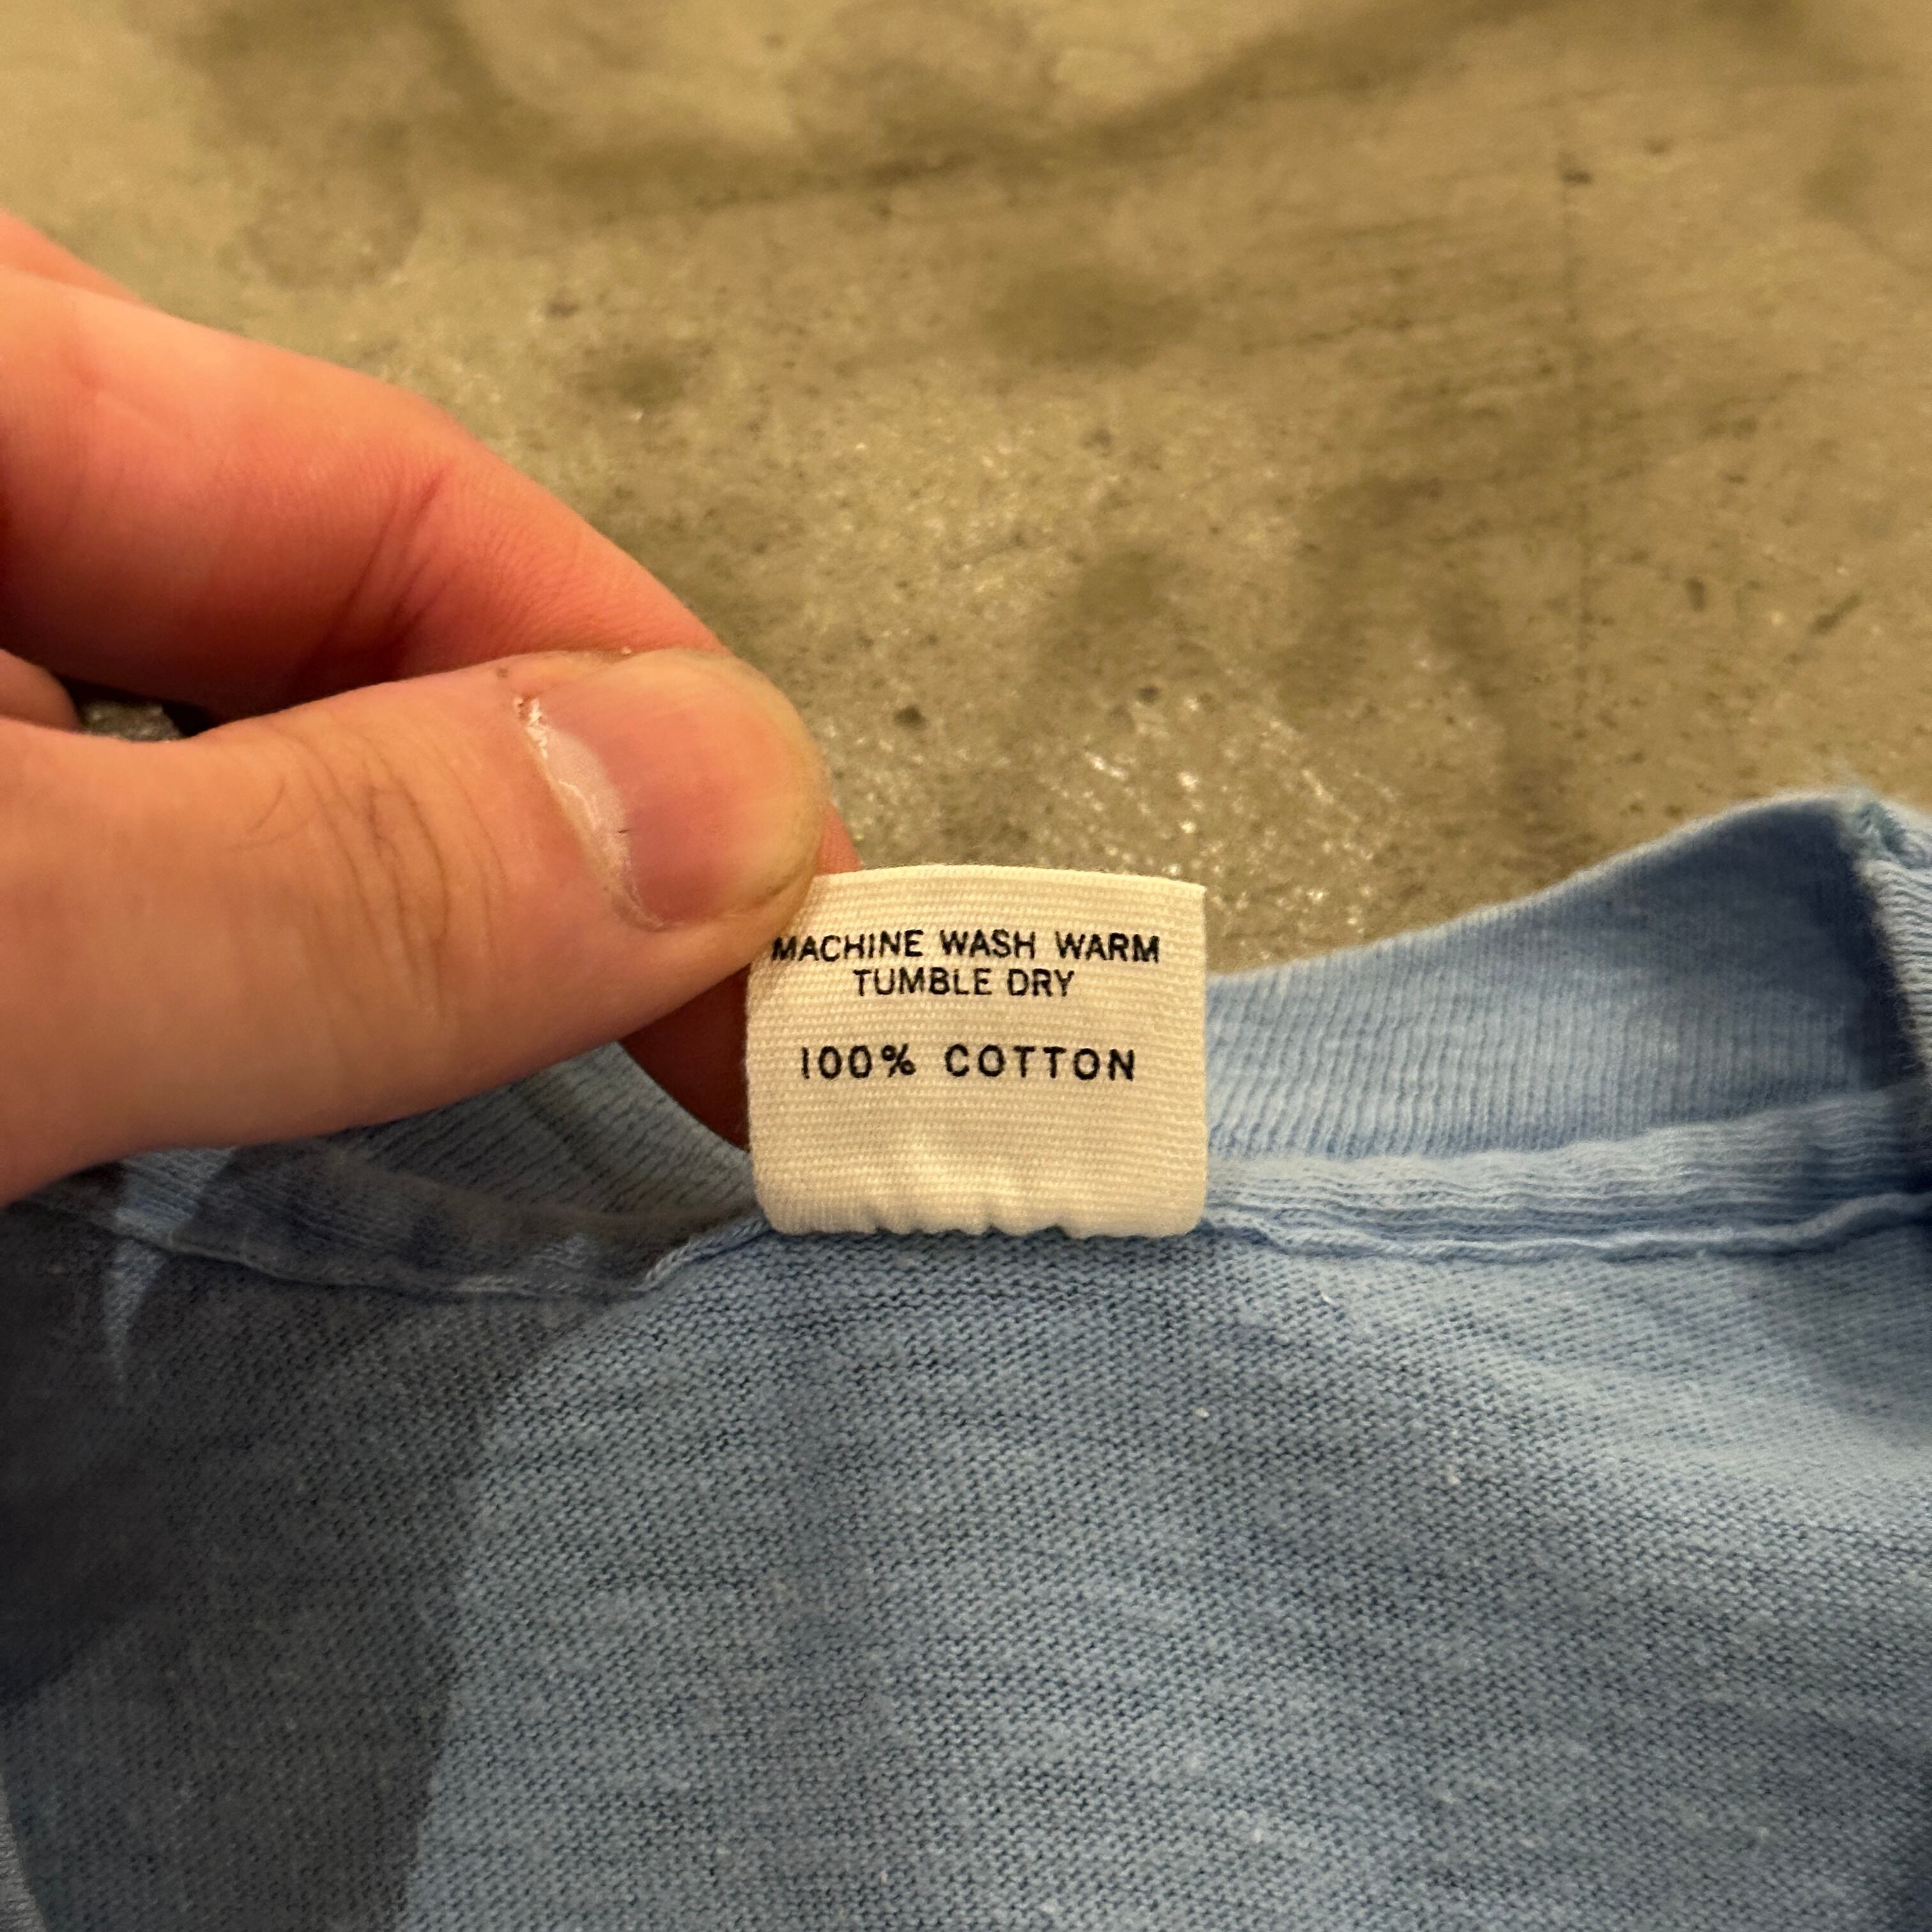 MACHINE WASH WARM
TUMBLE DRY
100% COTTON